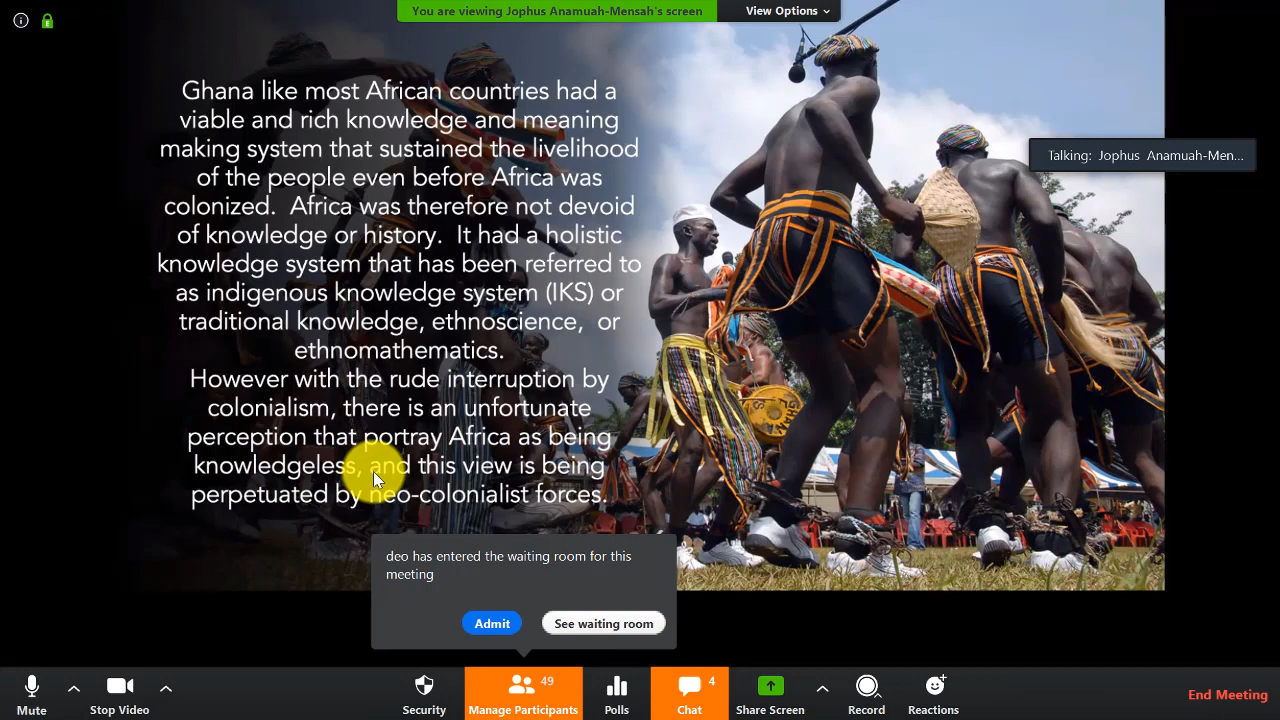 You are viewing Jophus Anamuah-Mensah's screen
View Options
Ghana like most African countries had a
viable and rich knowledge and meaning
making system that sustained the livelihood
of the people even before Africa was
colonized. Africa was therefore not devoid
of knowledge or history. It had a holistic
knowledge system that has been referred to
as indigenous knowledge system (IKS) or
traditional knowledge, ethnoscience, or
ethnomathematics.
However with the rude interruption by
colonialism, there is an unfortunate
perception that portray Africa as being
knowledgeless, and this view is being
perpetuated by neo-colonialist forces.
Talking: Jophus Anamuah-Men...
deo has entered the waiting room for this
meeting
Admit
See waiting room
Mute
Stop Video
Security
49
Manage Participants
Polls
4
Chat
Share Screen
Record
Reactions
End Meeting